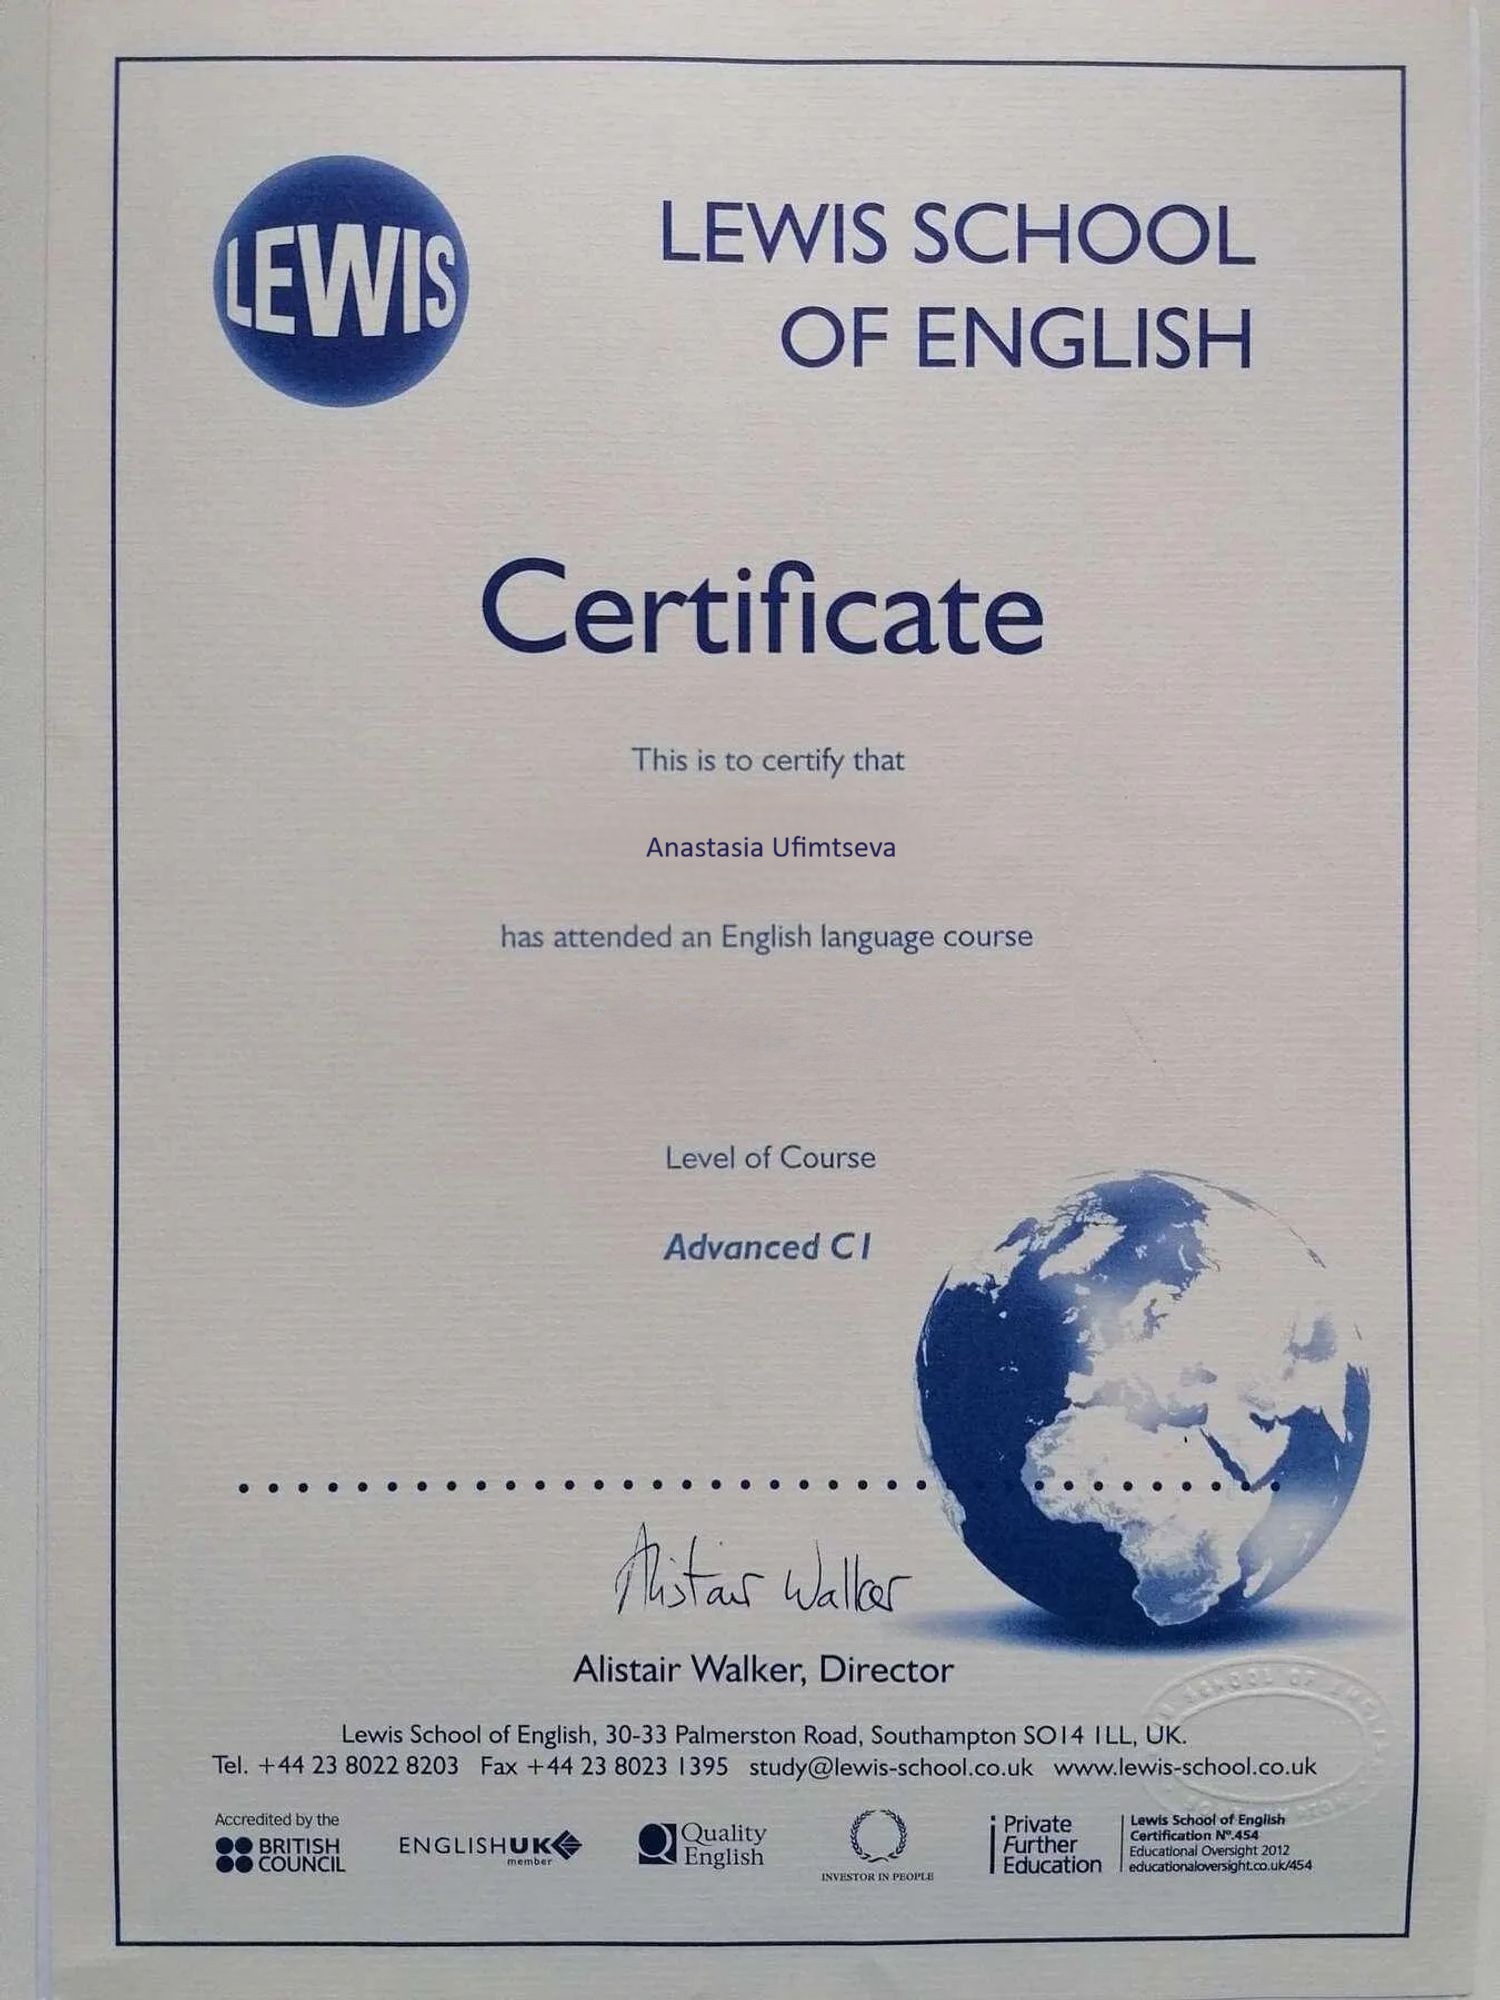 LEWIS
LEWIS SCHOOL
OF ENGLISH
Certificate
This is to certify that
Anastasia Ufimtseva
has attended an English language course
Level of Course
Advanced C1
Alistair Walker
Alistair Walker, Director
SCHOOL OF
Lewis School of English, 30-33 Palmerston Road, Southampton SO14 1LL, UK.
Tel. +44 23 8022 8203 Fax +44 23 8023 1395 study@lewis-school.co.uk www.lewis-school.co.uk
Accredited by the
BRITISH
COUNCIL
ENGLISHUK
member
Quality
English
INVESTOR IN PEOPLE
Private
Further
Education
Lewis School of English
Certification Nº.454
Educational Oversight 2012
educationaloversight.co.uk/454